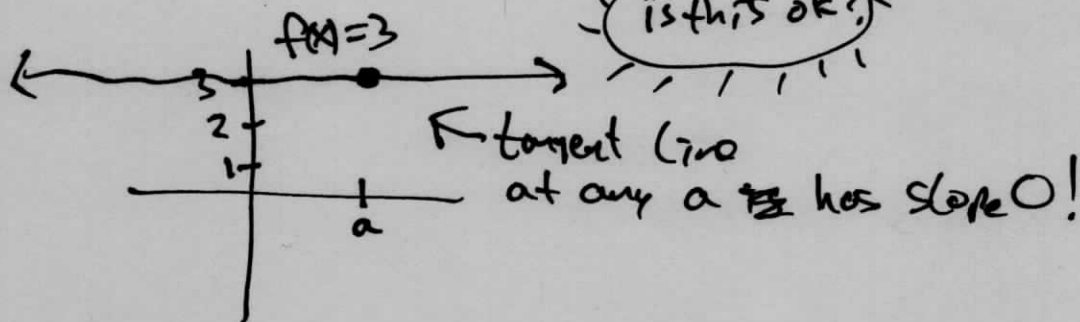 is this ok?
f(x)=3
3
2
1
a
tangent line
at any a has slope 0!